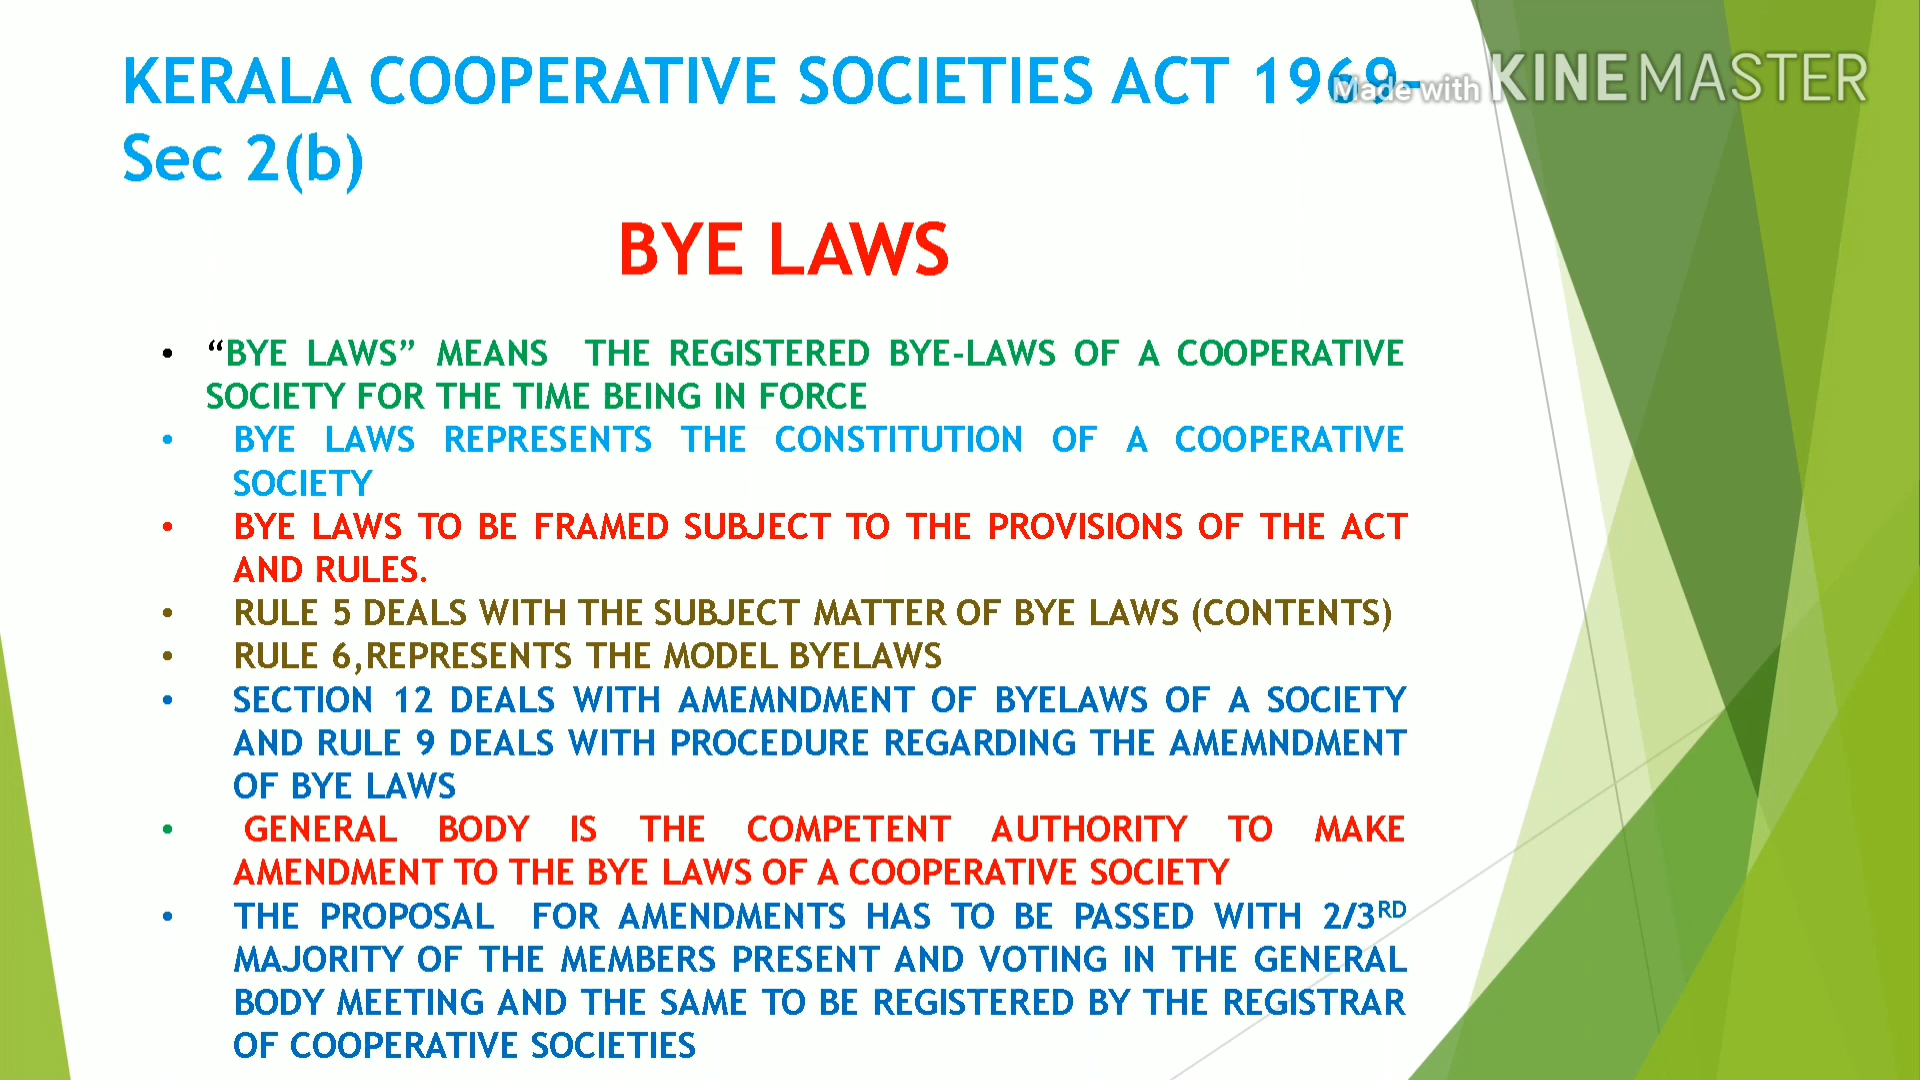 KERALA COOPERATIVE SOCIETIES ACT 1969-
Made with KINEMASTER
Sec 2(b)
BYE LAWS
• “BYE LAWS” MEANS THE REGISTERED BYE-LAWS OF A COOPERATIVE
SOCIETY FOR THE TIME BEING IN FORCE
• BYE LAWS REPRESENTS THE CONSTITUTION OF A COOPERATIVE
SOCIETY
• BYE LAWS TO BE FRAMED SUBJECT TO THE PROVISIONS OF THE ACT
AND RULES.
• RULE 5 DEALS WITH THE SUBJECT MATTER OF BYE LAWS (CONTENTS)
• RULE 6,REPRESENTS THE MODEL BYELAWS
• SECTION 12 DEALS WITH AMEMNDMENT OF BYELAWS OF A SOCIETY
AND RULE 9 DEALS WITH PROCEDURE REGARDING THE AMEMNDMENT
OF BYE LAWS
• GENERAL BODY IS THE COMPETENT AUTHORITY TO MAKE
AMENDMENT TO THE BYE LAWS OF A COOPERATIVE SOCIETY
• THE PROPOSAL FOR AMENDMENTS HAS TO BE PASSED WITH 2/3RD
MAJORITY OF THE MEMBERS PRESENT AND VOTING IN THE GENERAL
BODY MEETING AND THE SAME TO BE REGISTERED BY THE REGISTRAR
OF COOPERATIVE SOCIETIES